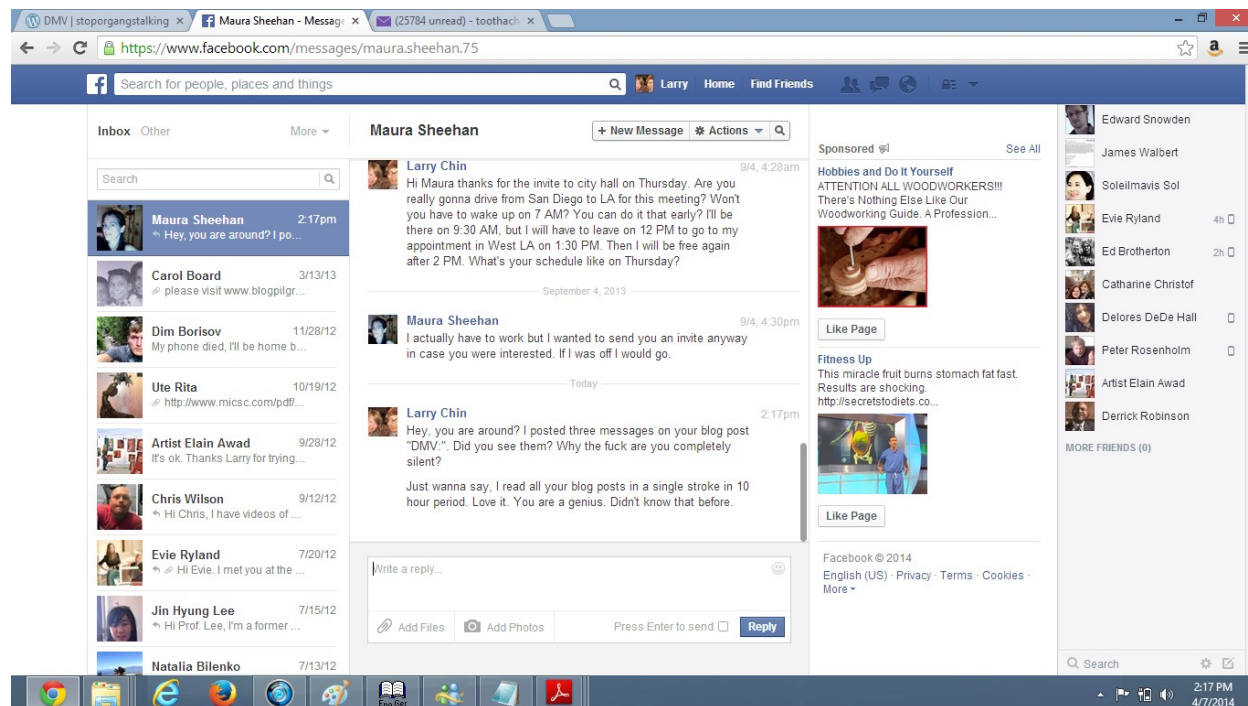 DMV | stoporgangstalking
Maura Sheehan - Message
(25784 unread) - toothach
https://www.facebook.com/messages/maura.sheehan.75
Search for people, places and things
Larry
Home
Find Friends
Inbox
Other
More
Search
Maura Sheehan
2:17pm
Hey, you are around? I po...
Carol Board
3/13/13
please visit www.blogpilgr...
Dim Borisov
11/28/12
My phone died, I'll be home b...
Ute Rita
10/19/12
http://www.micsc.com/pdf/...
Artist Elain Awad
9/28/12
It's ok. Thanks Larry for trying...
Chris Wilson
9/12/12
Hi Chris, I have videos of ...
Evie Ryland
7/20/12
Hi Evie. I met you at the ...
Jin Hyung Lee
7/15/12
Hi Prof. Lee, I'm a former ...
Natalia Bilenko
7/13/12
Maura Sheehan
+ New Message
Actions
Larry Chin
9/4, 4:28am
Hi Maura thanks for the invite to city hall on Thursday. Are you
really gonna drive from San Diego to LA for this meeting? Won't
you have to wake up on 7 AM? You can do it that early? I'll be
there on 9:30 AM, but I will have to leave on 12 PM to go to my
appointment in West LA on 1:30 PM. Then I will be free again
after 2 PM. What's your schedule like on Thursday?
September 4, 2013
Maura Sheehan
9/4, 4:30pm
I actually have to work but I wanted to send you an invite anyway
in case you were interested. If I was off I would go.
Today
Larry Chin
2:17pm
Hey, you are around? I posted three messages on your blog post
"DMV:". Did you see them? Why the fuck are you completely
silent?
Just wanna say, I read all your blog posts in a single stroke in 10
hour period. Love it. You are a genius. Didn't know that before.
Write a reply...
Add Files
Add Photos
Press Enter to send
Reply
Sponsored
See All
Hobbies and Do It Yourself
ATTENTION ALL WOODWORKERS!!!
There's Nothing Else Like Our
Woodworking Guide. A Profession...
Like Page
Fitness Up
This miracle fruit burns stomach fat fast.
Results are shocking.
http://secretstodiets.co...
Like Page
Facebook © 2014
English (US) · Privacy · Terms · Cookies ·
More
Edward Snowden
James Walbert
Soleilmavis Sol
Evie Ryland
4h
Ed Brotherton
2h
Catharine Christof
Delores DeDe Hall
Peter Rosenholm
Artist Elain Awad
Derrick Robinson
MORE FRIENDS (0)
Search
Eng Ger
2:17 PM
4/7/2014